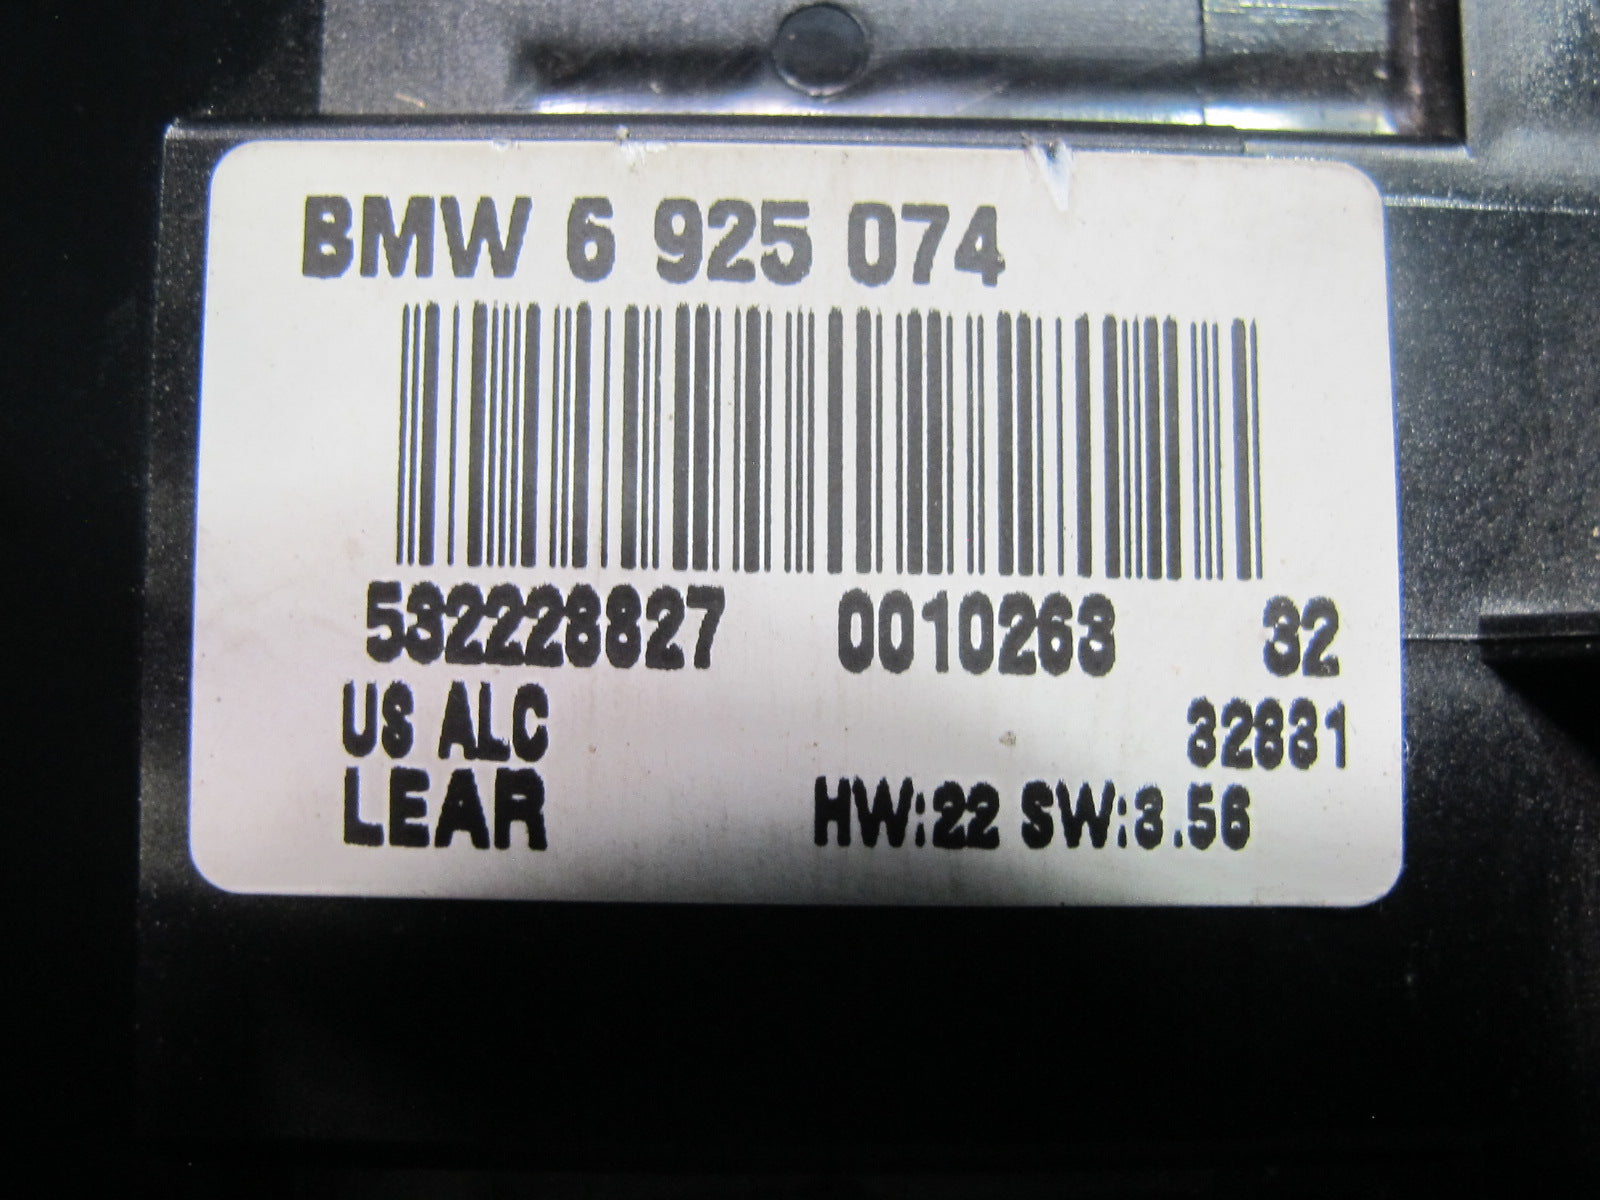 BMW 6 925 074
532228827 0010263 32
US ALC 32831
LEAR HW:22 SW:3.56